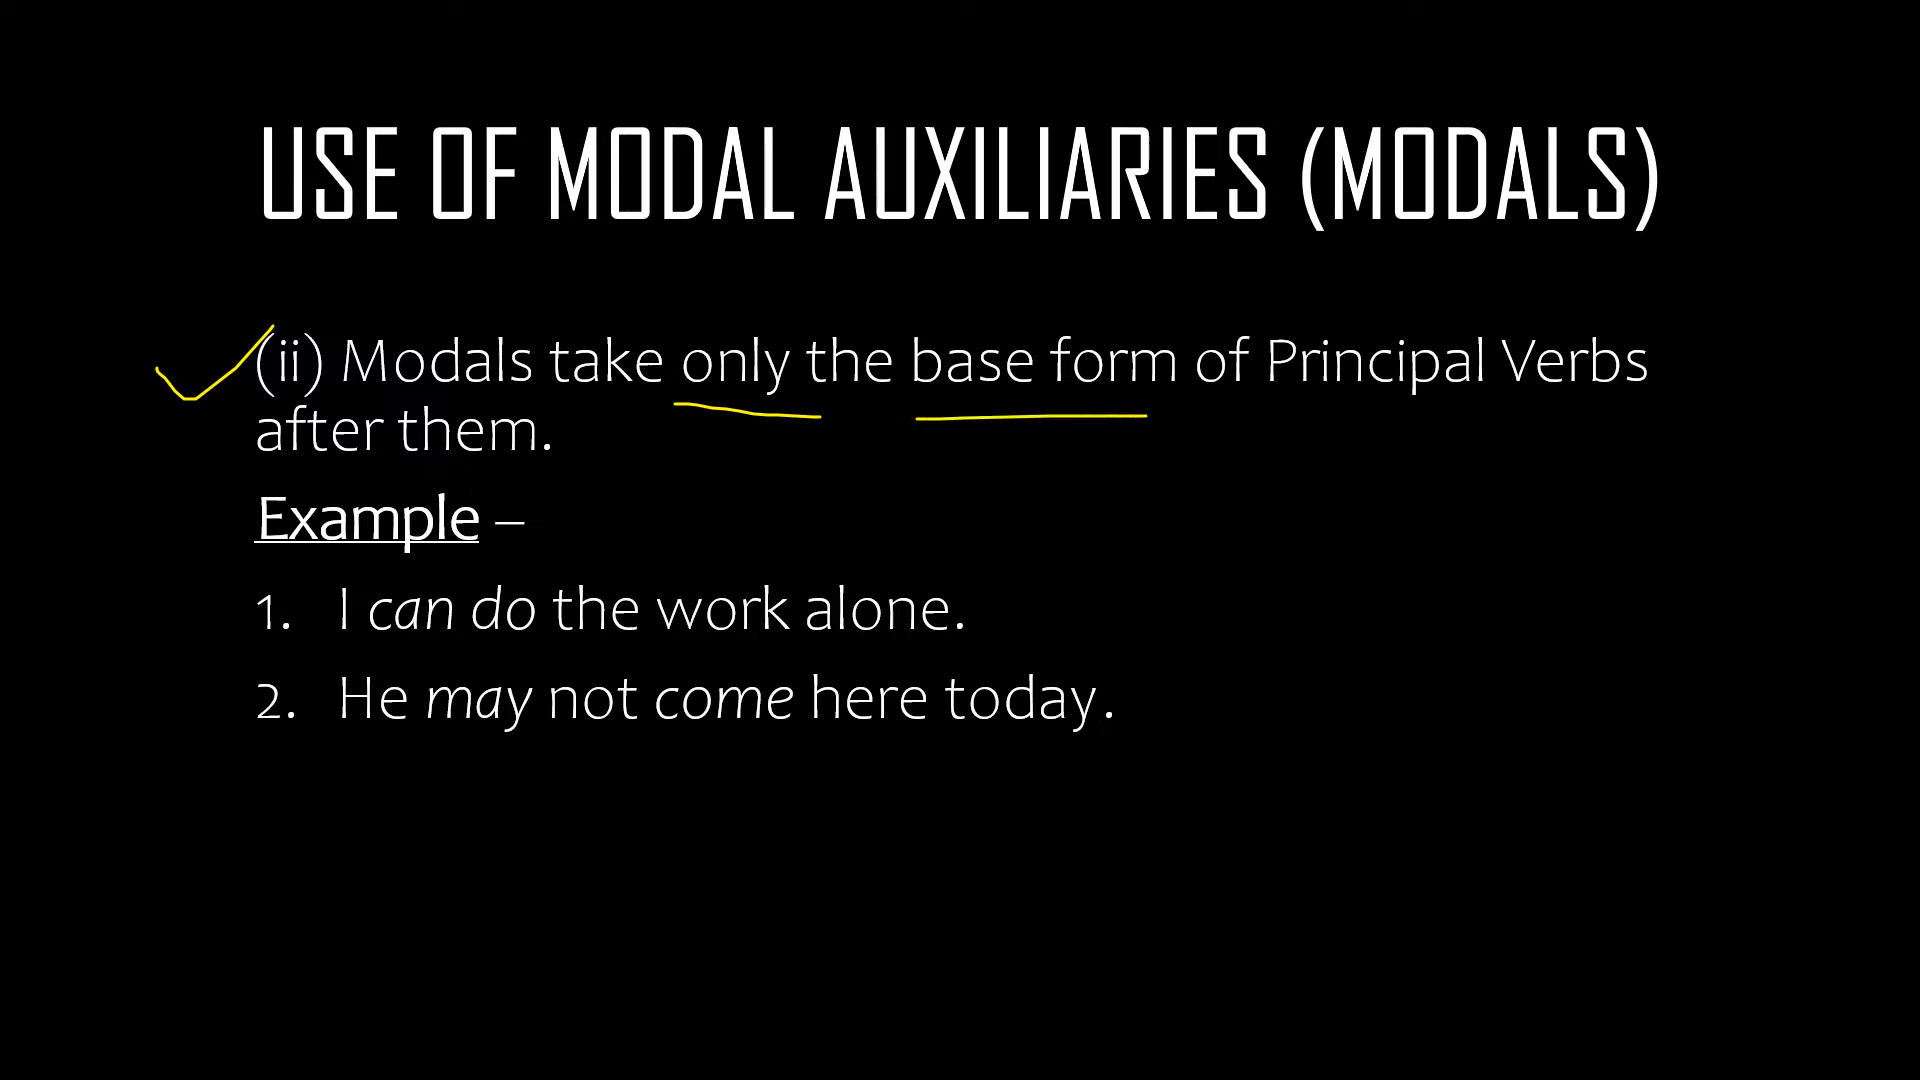 USE OF MODAL AUXILIARIES (MODALS)
(ii) Modals take only the base form of Principal Verbs
after them.
Example –
1. I can do the work alone.
2. He may not come here today.